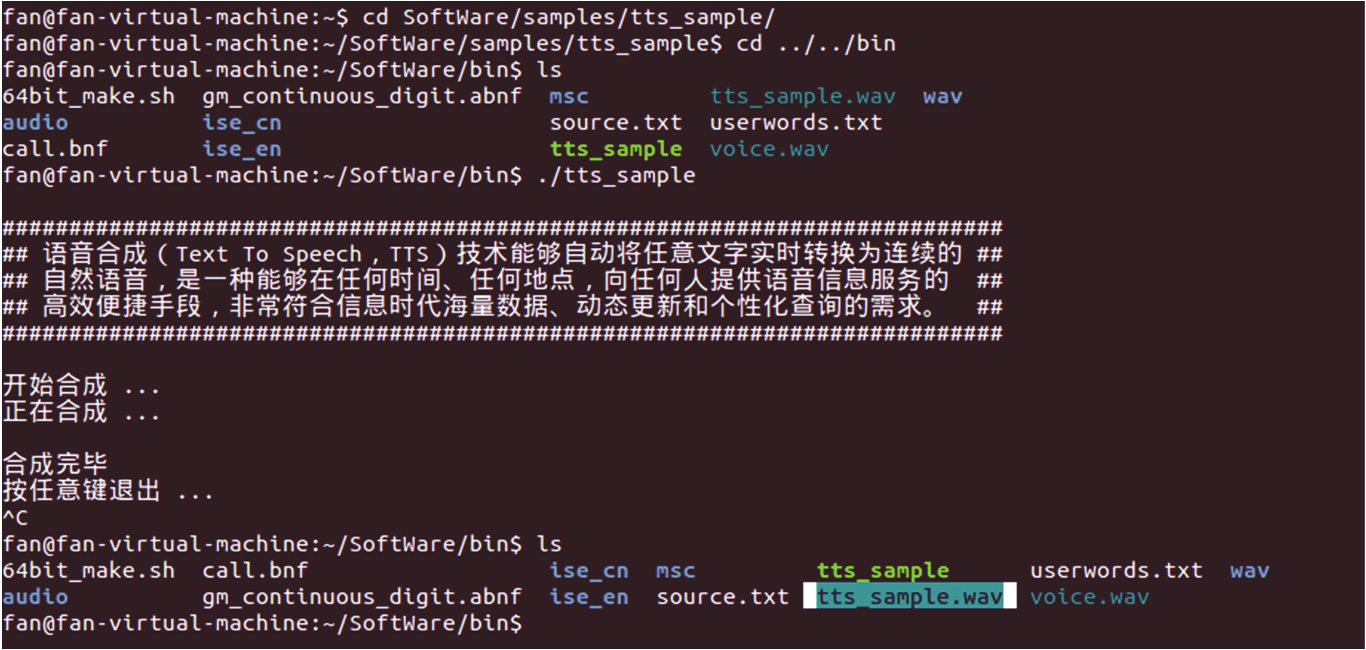 fan@fan-virtual-machine:~$ cd SoftWare/samples/tts_sample/
fan@fan-virtual-machine:~/SoftWare/samples/tts_sample$ cd ../../bin
fan@fan-virtual-machine:~/SoftWare/bin$ ls
64bit_make.sh  gm_continuous_digit.abnf  msc         tts_sample.wav  wav
audio          ise_cn                    source.txt  userwords.txt
call.bnf       ise_en                    tts_sample  voice.wav
fan@fan-virtual-machine:~/SoftWare/bin$ ./tts_sample
###########################################################################
## 语音合成（Text To Speech，TTS）技术能够自动将任意文字实时转换为连续的 ##
## 自然语音，是一种能够在任何时间、任何地点，向任何人提供语音信息服务的  ##
## 高效便捷手段，非常符合信息时代海量数据、动态更新和个性化查询的需求。  ##
###########################################################################
开始合成 ...
正在合成 ...
合成完毕
按任意键退出 ...
^C
fan@fan-virtual-machine:~/SoftWare/bin$ ls
64bit_make.sh  call.bnf                  ise_cn  msc         tts_sample      userwords.txt  wav
audio          gm_continuous_digit.abnf  ise_en  source.txt  tts_sample.wav  voice.wav
fan@fan-virtual-machine:~/SoftWare/bin$